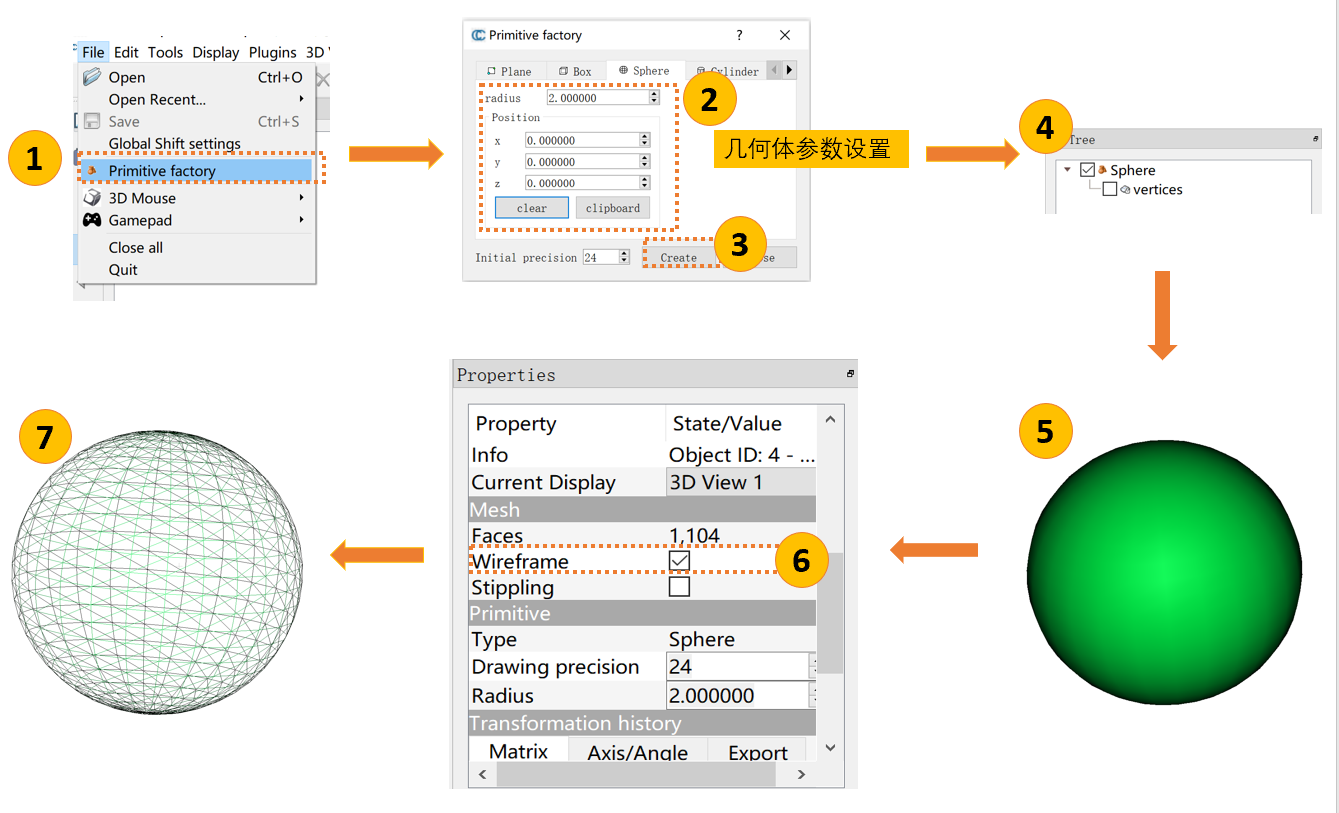 1
File Edit Tools Display Plugins 3D
Open Ctrl+O
Open Recent...
Save Ctrl+S
Global Shift settings
Primitive factory
3D Mouse
Gamepad
Close all
Quit
Primitive factory ?
Plane Box Sphere Cylinder
2
radius 2.000000
Position
x 0.000000
y 0.000000
z 0.000000
clear clipboard
几何体参数设置
3
Initial precision 24 Create
4
Tree
Sphere
vertices
5
Properties
Property State/Value
Info Object ID: 4 - ...
Current Display 3D View 1
Mesh
Faces 1,104
Wireframe
Stippling
Primitive
Type Sphere
Drawing precision 24
Radius 2.000000
Transformation history
Matrix Axis/Angle Export
6
7